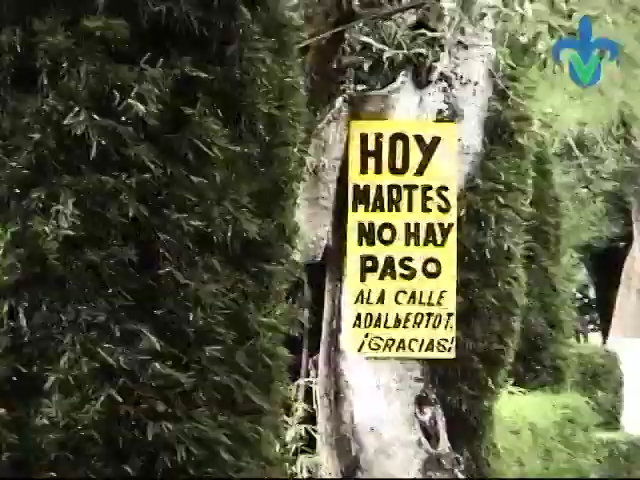 HOY
MARTES
NO HAY
PASO
ALA CALLE
ADALBERTO T.
¡GRACIAS!